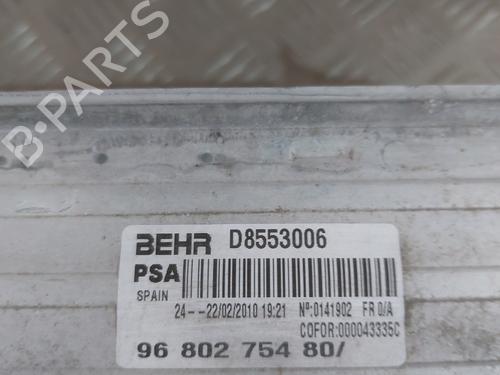 B-PARTS
BEHR D8553006
PSA
SPAIN
24 - -22/02/2010 19:21 Nº:0141902 FR 0/A
COFOR:000043335C
96 802 754 80/